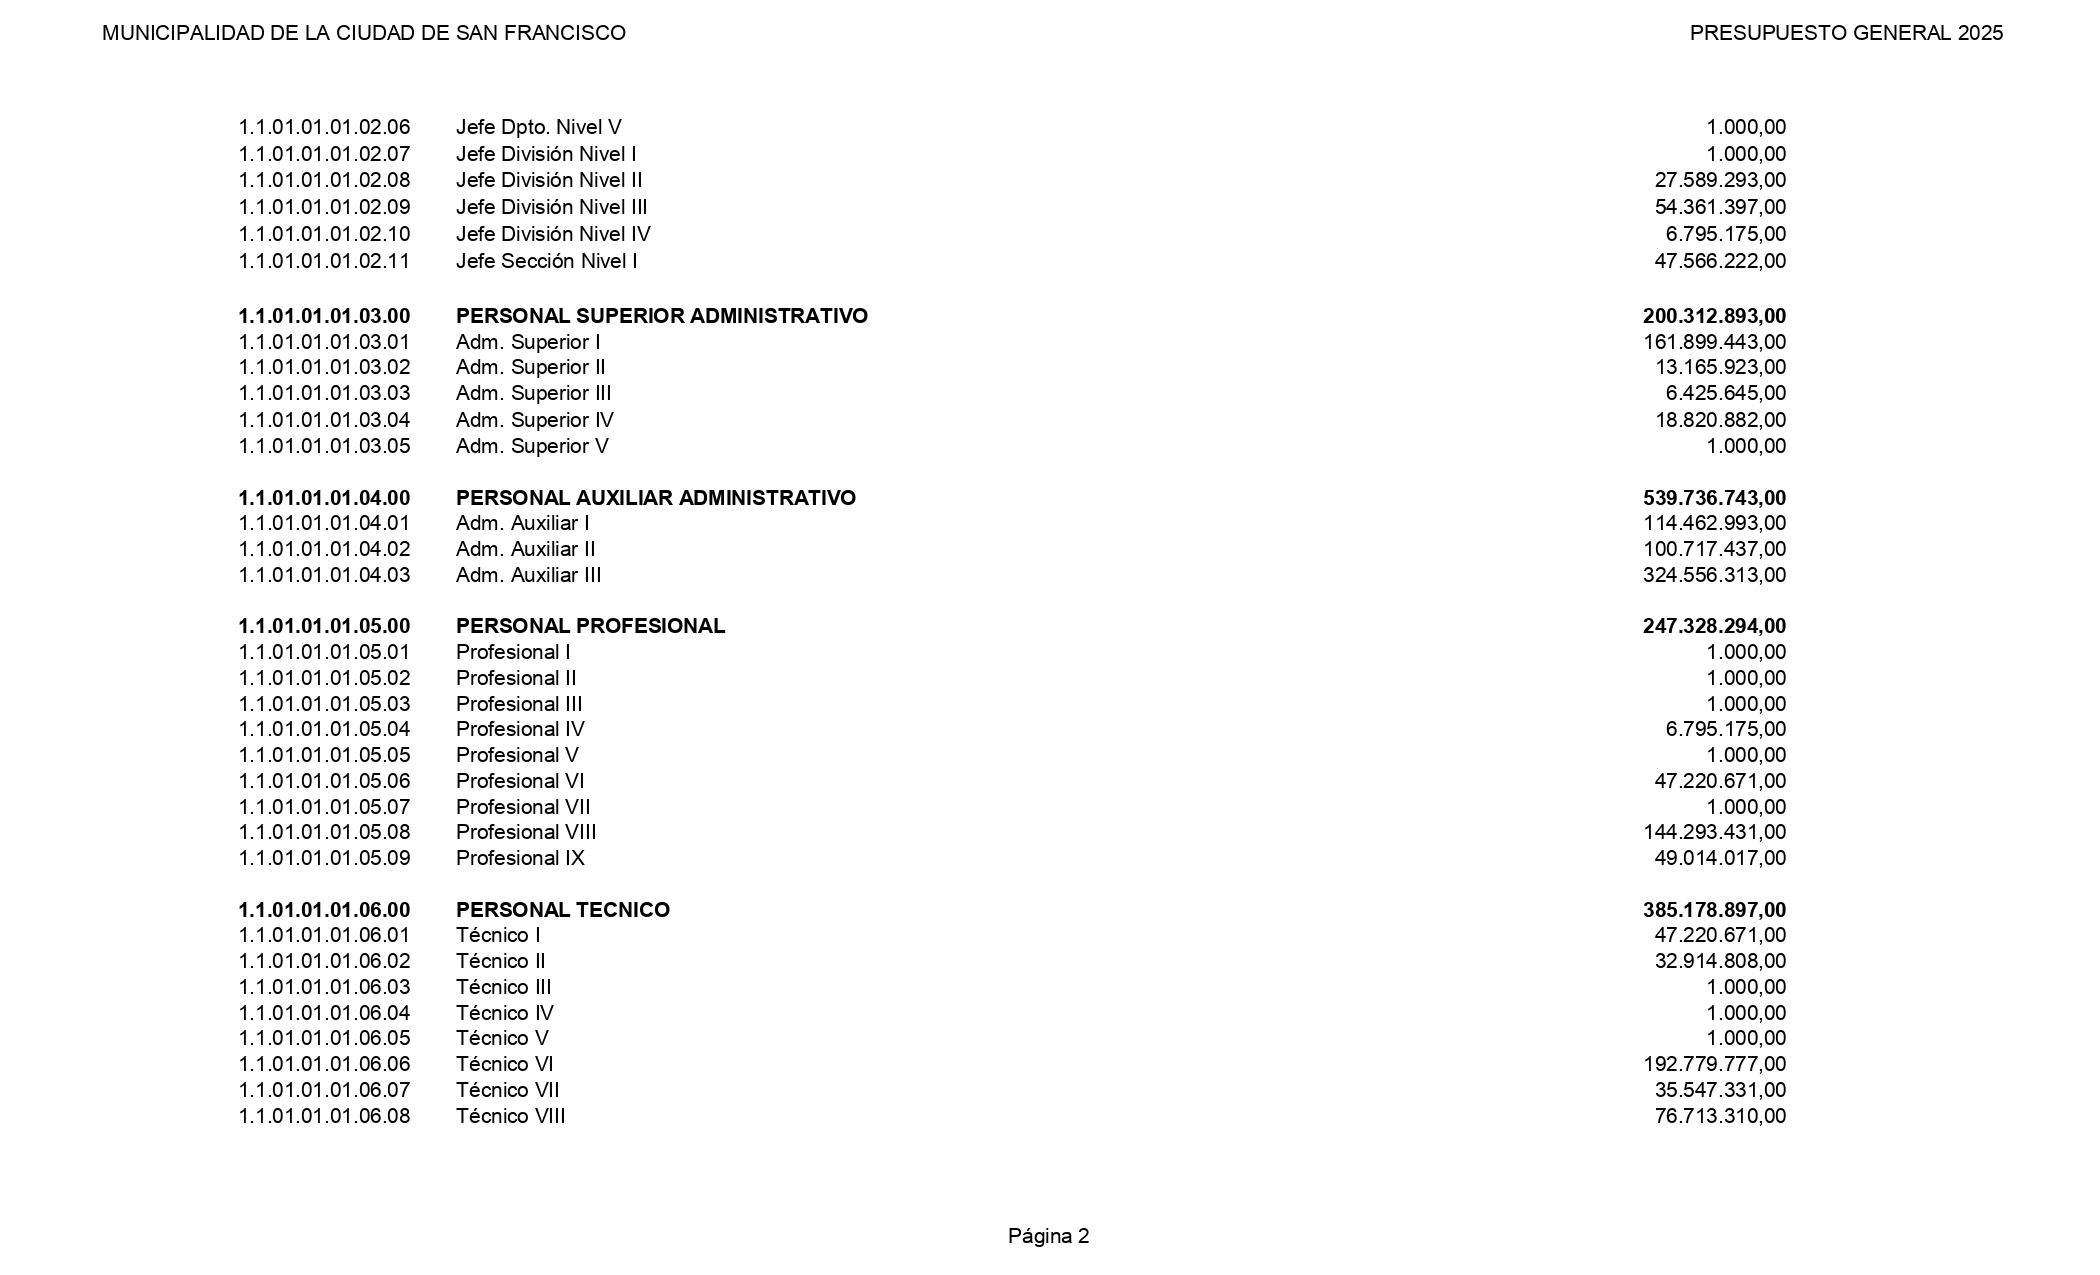 MUNICIPALIDAD DE LA CIUDAD DE SAN FRANCISCO PRESUPUESTO GENERAL 2025
1.1.01.01.01.02.06 Jefe Dpto. Nivel V 1.000,00
1.1.01.01.01.02.07 Jefe División Nivel I 1.000,00
1.1.01.01.01.02.08 Jefe División Nivel II 27.589.293,00
1.1.01.01.01.02.09 Jefe División Nivel III 54.361.397,00
1.1.01.01.01.02.10 Jefe División Nivel IV 6.795.175,00
1.1.01.01.01.02.11 Jefe Sección Nivel I 47.566.222,00
1.1.01.01.01.03.00 PERSONAL SUPERIOR ADMINISTRATIVO 200.312.893,00
1.1.01.01.01.03.01 Adm. Superior I 161.899.443,00
1.1.01.01.01.03.02 Adm. Superior II 13.165.923,00
1.1.01.01.01.03.03 Adm. Superior III 6.425.645,00
1.1.01.01.01.03.04 Adm. Superior IV 18.820.882,00
1.1.01.01.01.03.05 Adm. Superior V 1.000,00
1.1.01.01.01.04.00 PERSONAL AUXILIAR ADMINISTRATIVO 539.736.743,00
1.1.01.01.01.04.01 Adm. Auxiliar I 114.462.993,00
1.1.01.01.01.04.02 Adm. Auxiliar II 100.717.437,00
1.1.01.01.01.04.03 Adm. Auxiliar III 324.556.313,00
1.1.01.01.01.05.00 PERSONAL PROFESIONAL 247.328.294,00
1.1.01.01.01.05.01 Profesional I 1.000,00
1.1.01.01.01.05.02 Profesional II 1.000,00
1.1.01.01.01.05.03 Profesional III 1.000,00
1.1.01.01.01.05.04 Profesional IV 6.795.175,00
1.1.01.01.01.05.05 Profesional V 1.000,00
1.1.01.01.01.05.06 Profesional VI 47.220.671,00
1.1.01.01.01.05.07 Profesional VII 1.000,00
1.1.01.01.01.05.08 Profesional VIII 144.293.431,00
1.1.01.01.01.05.09 Profesional IX 49.014.017,00
1.1.01.01.01.06.00 PERSONAL TECNICO 385.178.897,00
1.1.01.01.01.06.01 Técnico I 47.220.671,00
1.1.01.01.01.06.02 Técnico II 32.914.808,00
1.1.01.01.01.06.03 Técnico III 1.000,00
1.1.01.01.01.06.04 Técnico IV 1.000,00
1.1.01.01.01.06.05 Técnico V 1.000,00
1.1.01.01.01.06.06 Técnico VI 192.779.777,00
1.1.01.01.01.06.07 Técnico VII 35.547.331,00
1.1.01.01.01.06.08 Técnico VIII 76.713.310,00
Página 2